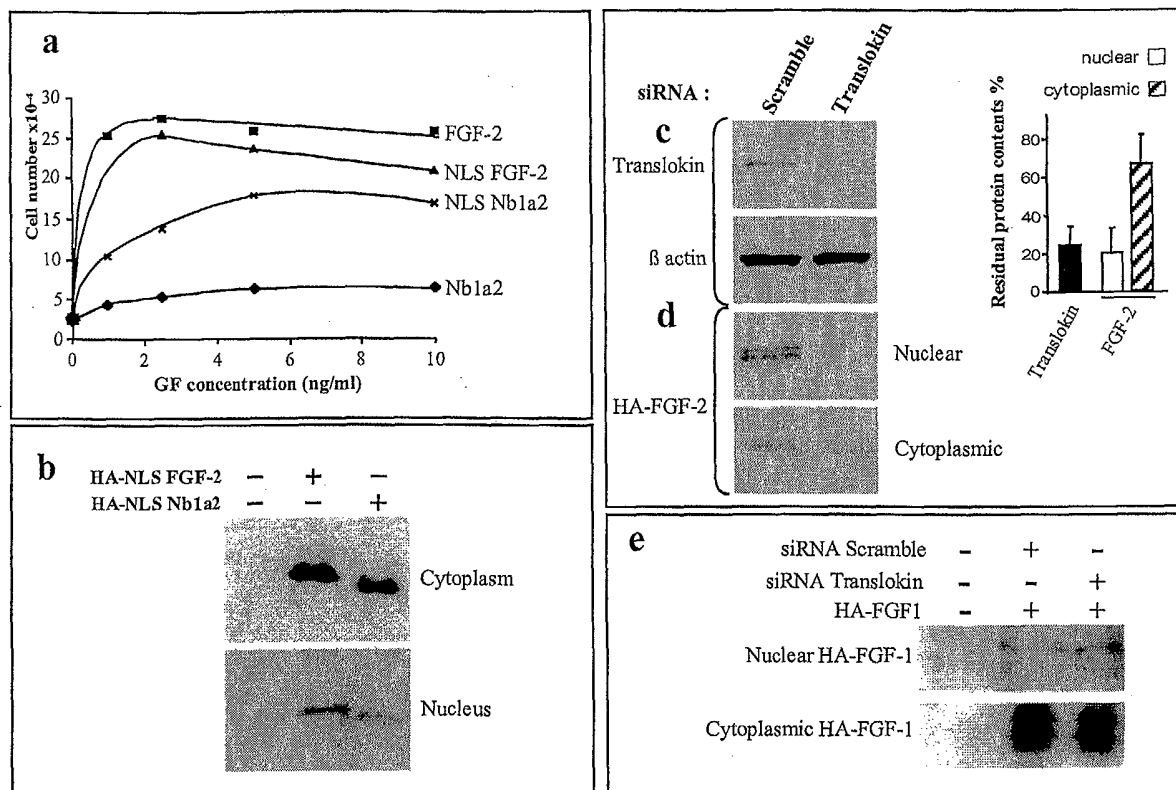 a
Cell number x10-4
30
25
20
15
10
5
0
0 2 4 6 8 10
GF concentration (ng/ml)
FGF-2
NLS FGF-2
NLS Nb1a2
Nb1a2
b
HA-NLS FGF-2 – + –
HA-NLS Nb1a2 – – +
Cytoplasm
Nucleus
siRNA :
Scramble
Translokin
c
Translokin
ß actin
d
HA-FGF-2
Nuclear
Cytoplasmic
nuclear
cytoplasmic
Residual protein contents %
80
60
40
20
0
Translokin
FGF-2
e
siRNA Scramble – + –
siRNA Translokin – – +
HA-FGF1 – + +
Nuclear HA-FGF-1
Cytoplasmic HA-FGF-1